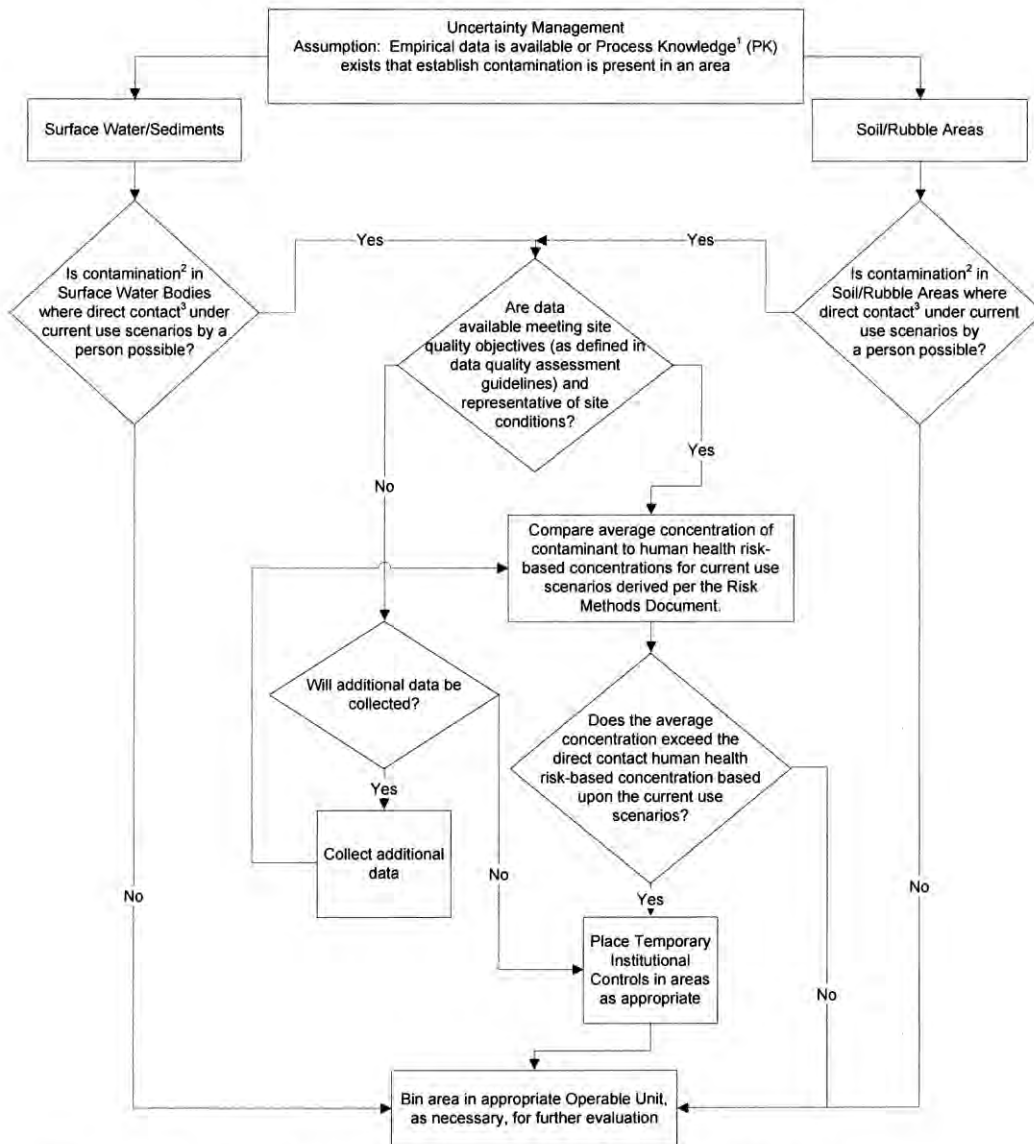 Uncertainty Management
Assumption: Empirical data is available or Process Knowledge¹ (PK)
exists that establish contamination is present in an area
Surface Water/Sediments
Soil/Rubble Areas
Is contamination² in
Surface Water Bodies
where direct contact³ under
current use scenarios by a
person possible?
Yes
Yes
Is contamination² in
Soil/Rubble Areas where
direct contact³ under current
use scenarios by
a person possible?
Are data
available meeting site
quality objectives (as defined in
data quality assessment
guidelines) and
representative of site
conditions?
No
Yes
Compare average concentration of
contaminant to human health risk-
based concentrations for current use
scenarios derived per the Risk
Methods Document.
Will additional data be
collected?
Does the average
concentration exceed the
direct contact human health
risk-based concentration based
upon the current use
scenarios?
Yes
Collect additional
data
No
No
Yes
No
Place Temporary
Institutional
Controls in areas
as appropriate
No
Bin area in appropriate Operable Unit,
as necessary, for further evaluation